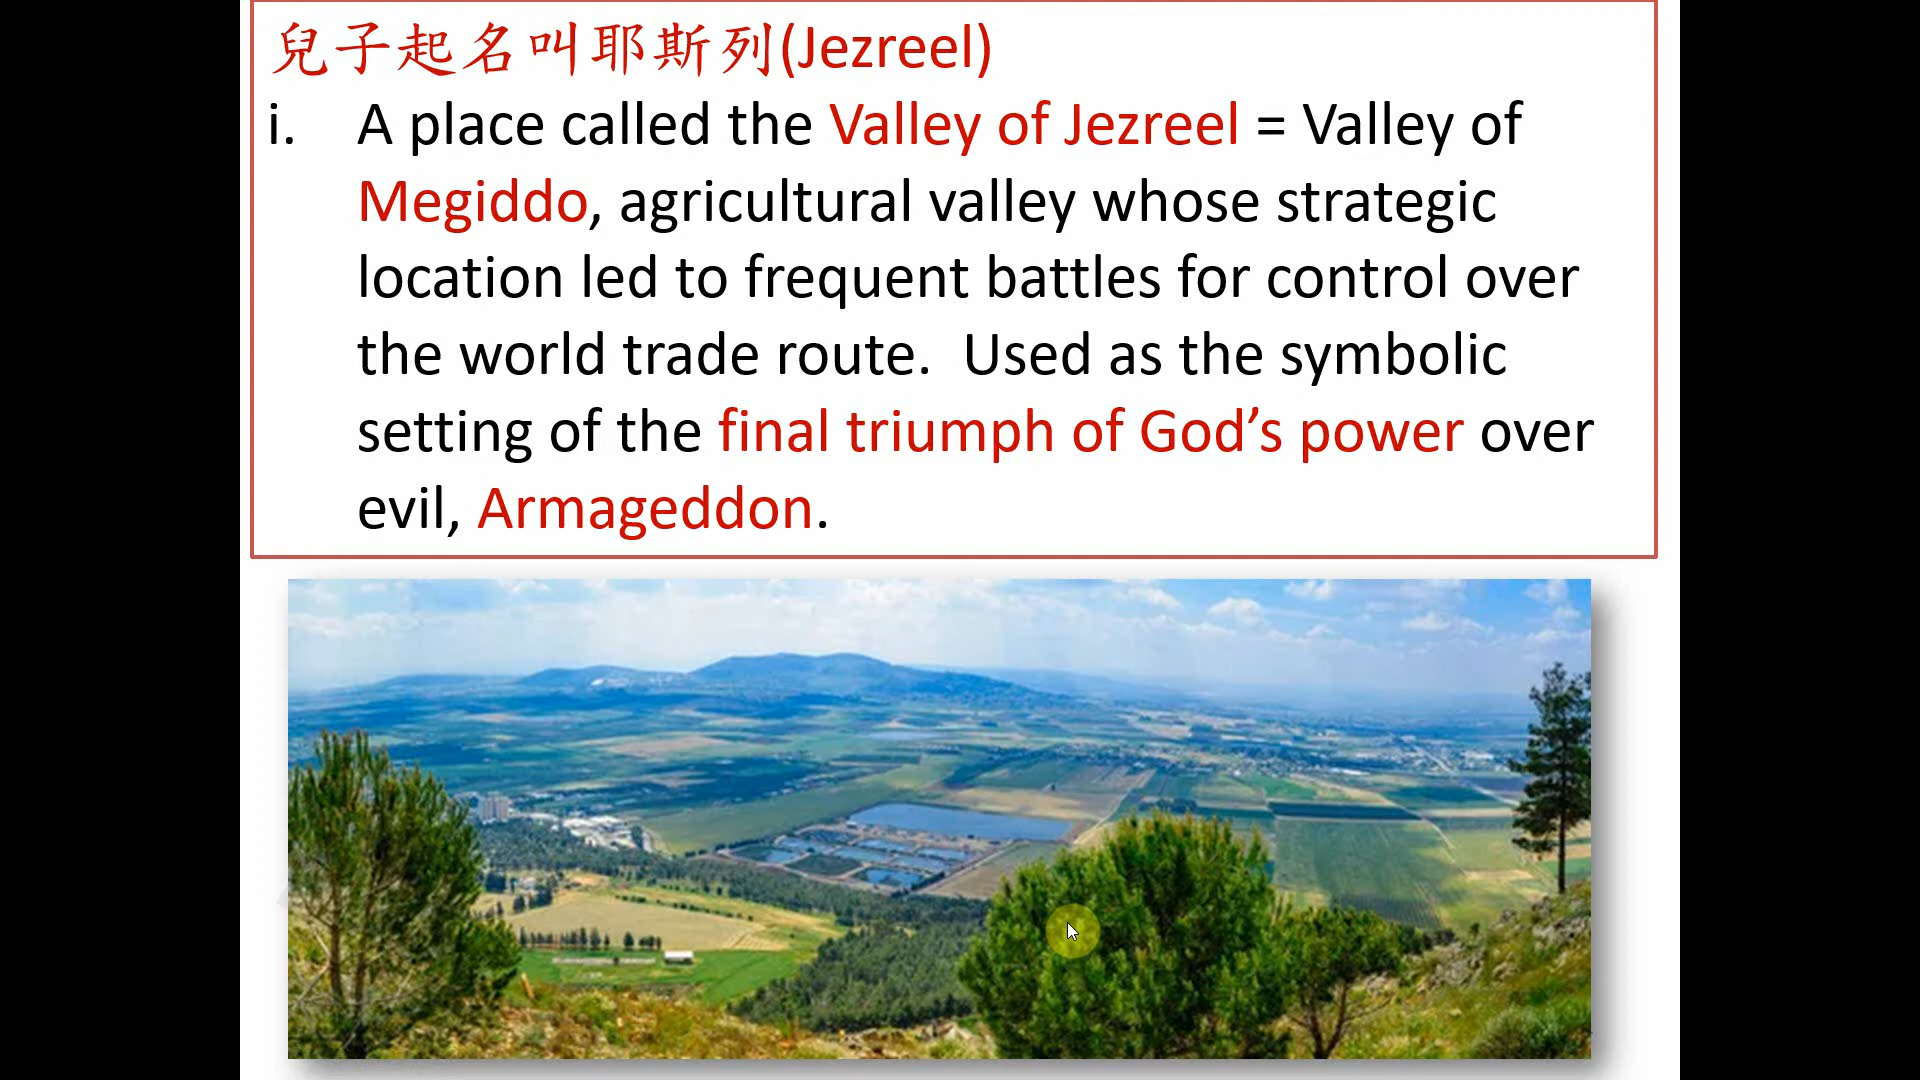 兒子起名叫耶斯列(Jezreel)
i. A place called the Valley of Jezreel = Valley of
Megiddo, agricultural valley whose strategic
location led to frequent battles for control over
the world trade route.  Used as the symbolic
setting of the final triumph of God’s power over
evil, Armageddon.